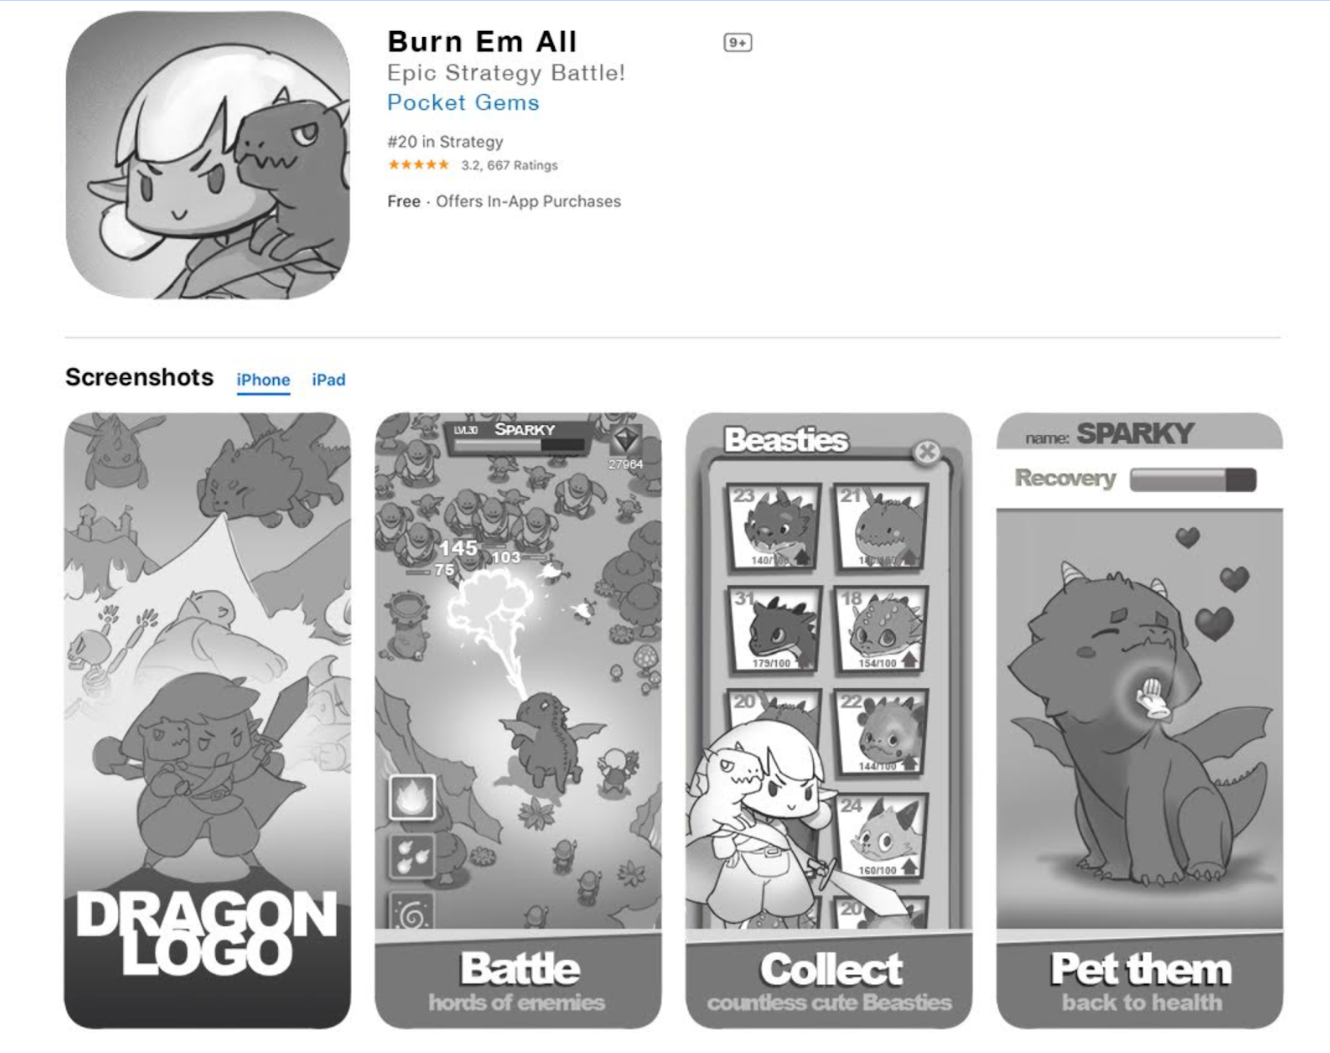 Burn Em All
9+
Epic Strategy Battle!
Pocket Gems
#20 in Strategy
★★★★★ 3.2, 667 Ratings
Free · Offers In-App Purchases
Screenshots iPhone iPad
DRAGON
LOGO
LVL30 SPARKY
27964
145
103
75
Battle
hords of enemies
Beasties
23
21
140/100
31
18
179/100
154/100
20
22
144/100
24
160/100
20
Collect
countless cute Beasties
name: SPARKY
Recovery
Pet them
back to health